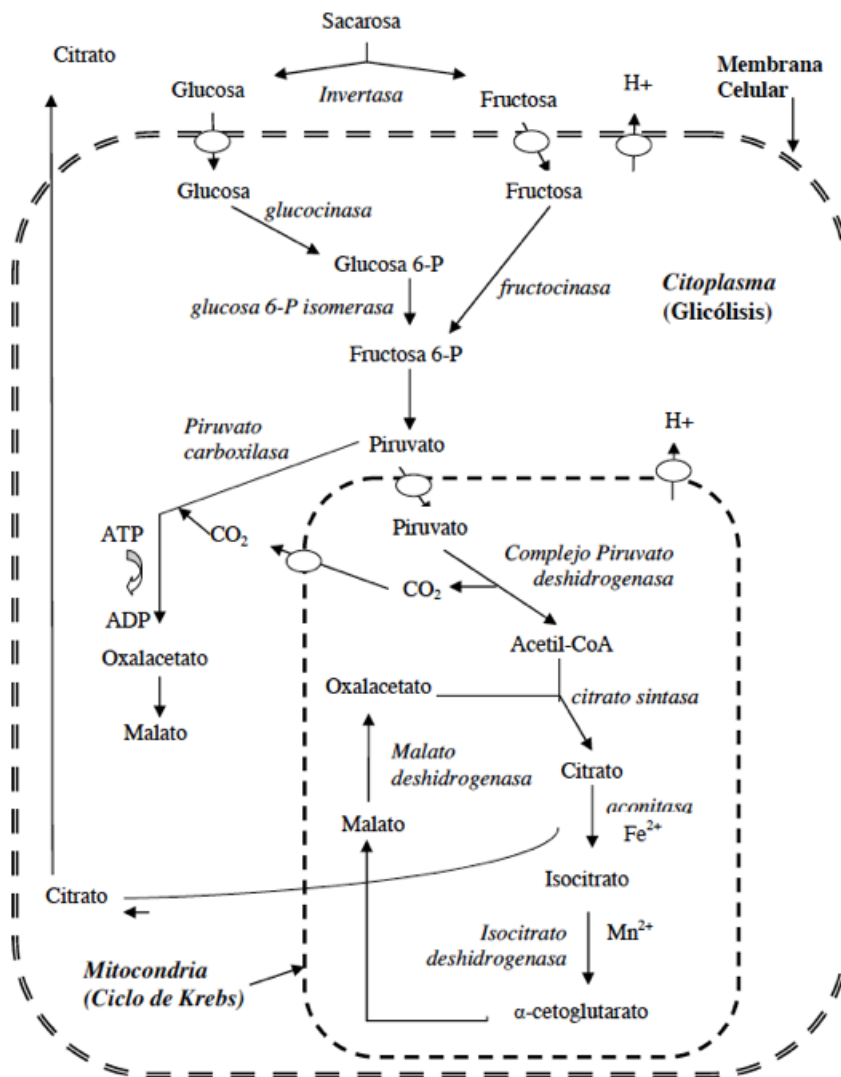 Sacarosa
Citrato
Glucosa
Invertasa
Fructosa
H+
Membrana
Celular
Glucosa
Fructosa
glucocinasa
Glucosa 6-P
fructocinasa
Citoplasma
(Glicólisis)
glucosa 6-P isomerasa
Fructosa 6-P
Piruvato
carboxilasa
Piruvato
H+
ATP
CO2
Piruvato
Complejo Piruvato
deshidrogenasa
CO2
ADP
Oxalacetato
Acetil-CoA
Oxalacetato
citrato sintasa
Malato
Malato
deshidrogenasa
Citrato
aconitasa
Fe2+
Malato
Isocitrato
Citrato
Isocitrato
deshidrogenasa
Mn2+
Mitocondria
(Ciclo de Krebs)
α-cetoglutarato